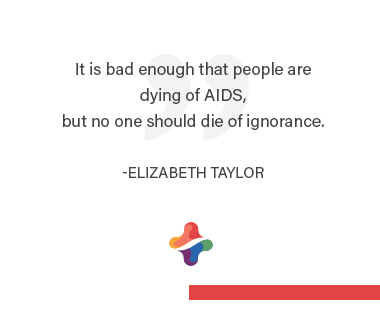 It is bad enough that people are
dying of AIDS,
but no one should die of ignorance.
-ELIZABETH TAYLOR